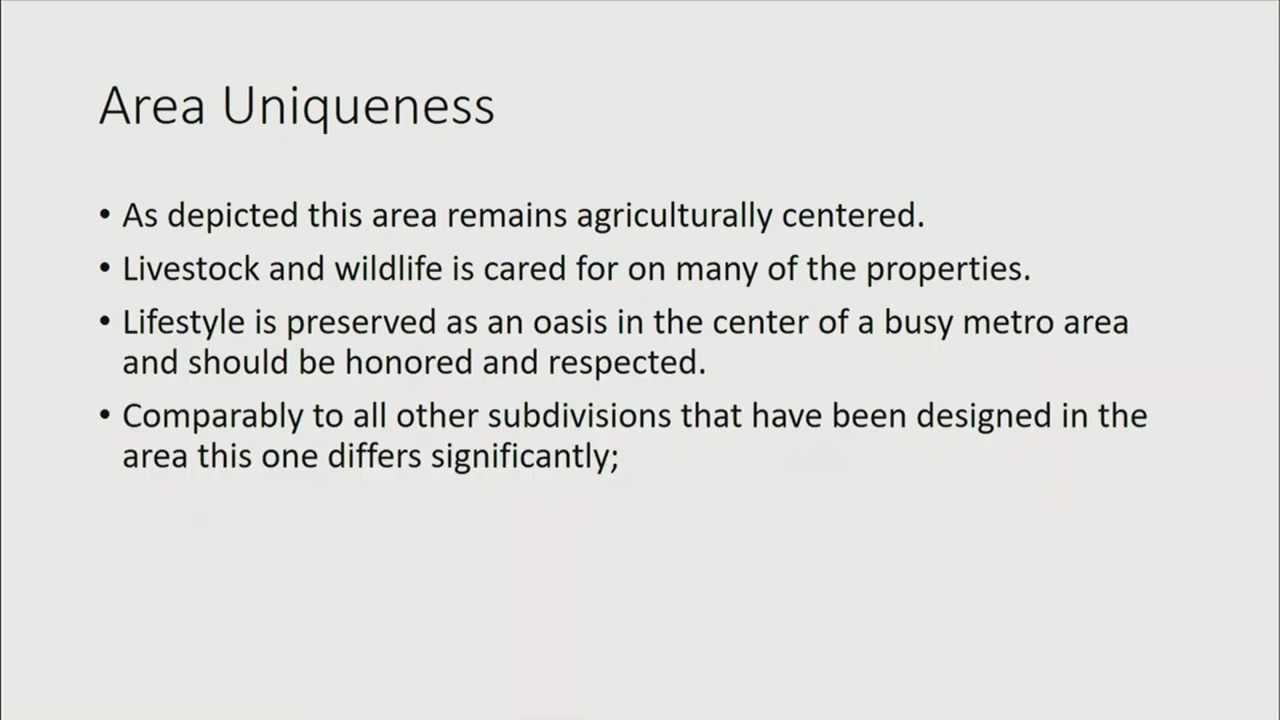 Area Uniqueness
• As depicted this area remains agriculturally centered.
• Livestock and wildlife is cared for on many of the properties.
• Lifestyle is preserved as an oasis in the center of a busy metro area
and should be honored and respected.
• Comparably to all other subdivisions that have been designed in the
area this one differs significantly;